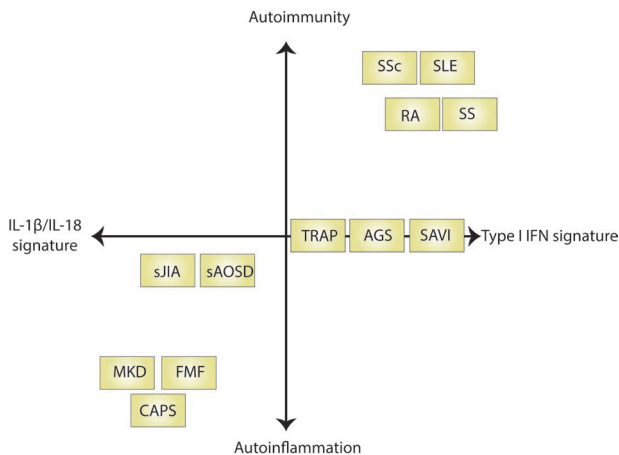 Autoimmunity
SSc
SLE
RA
SS
IL-1β/IL-18
signature
TRAP
AGS
SAVI
Type I IFN signature
sJIA
sAOSD
MKD
FMF
CAPS
Autoinflammation